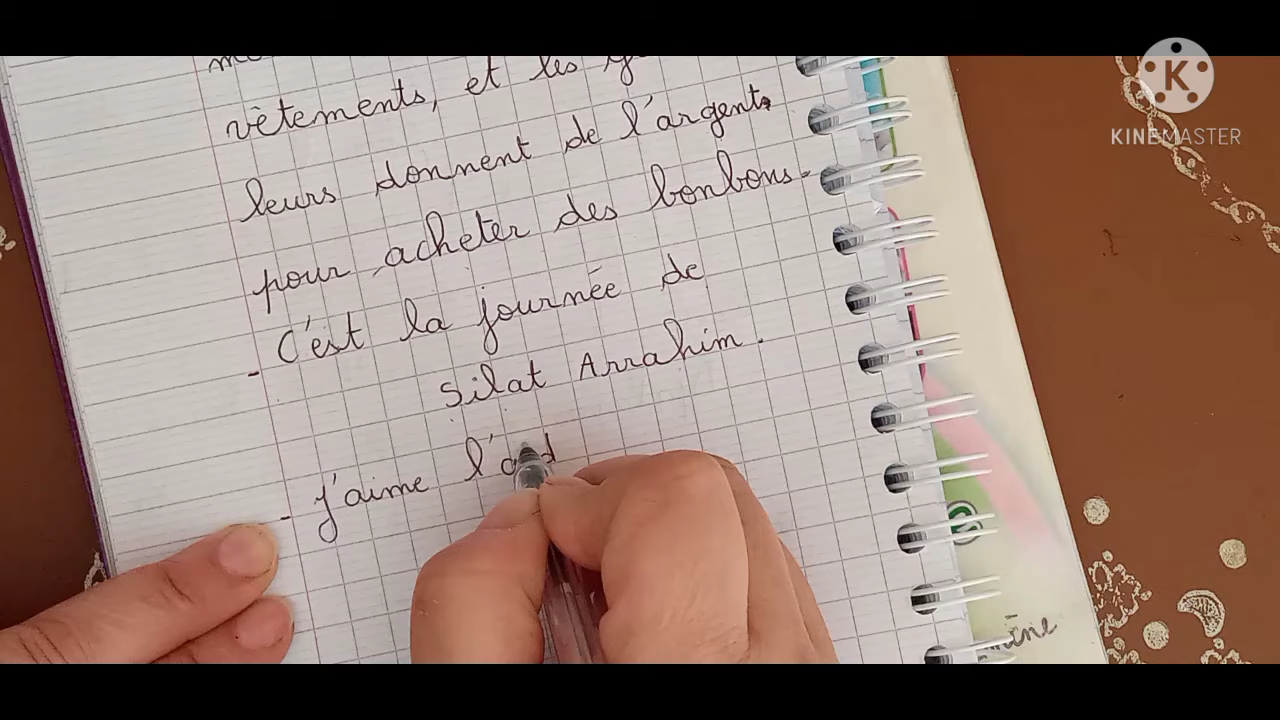 vêtements, et les
leurs donnent de l'argent.
pour acheter des bonbons.
- C'est la journée de
Silat Arrahim.
- j'aime
KINEMASTER